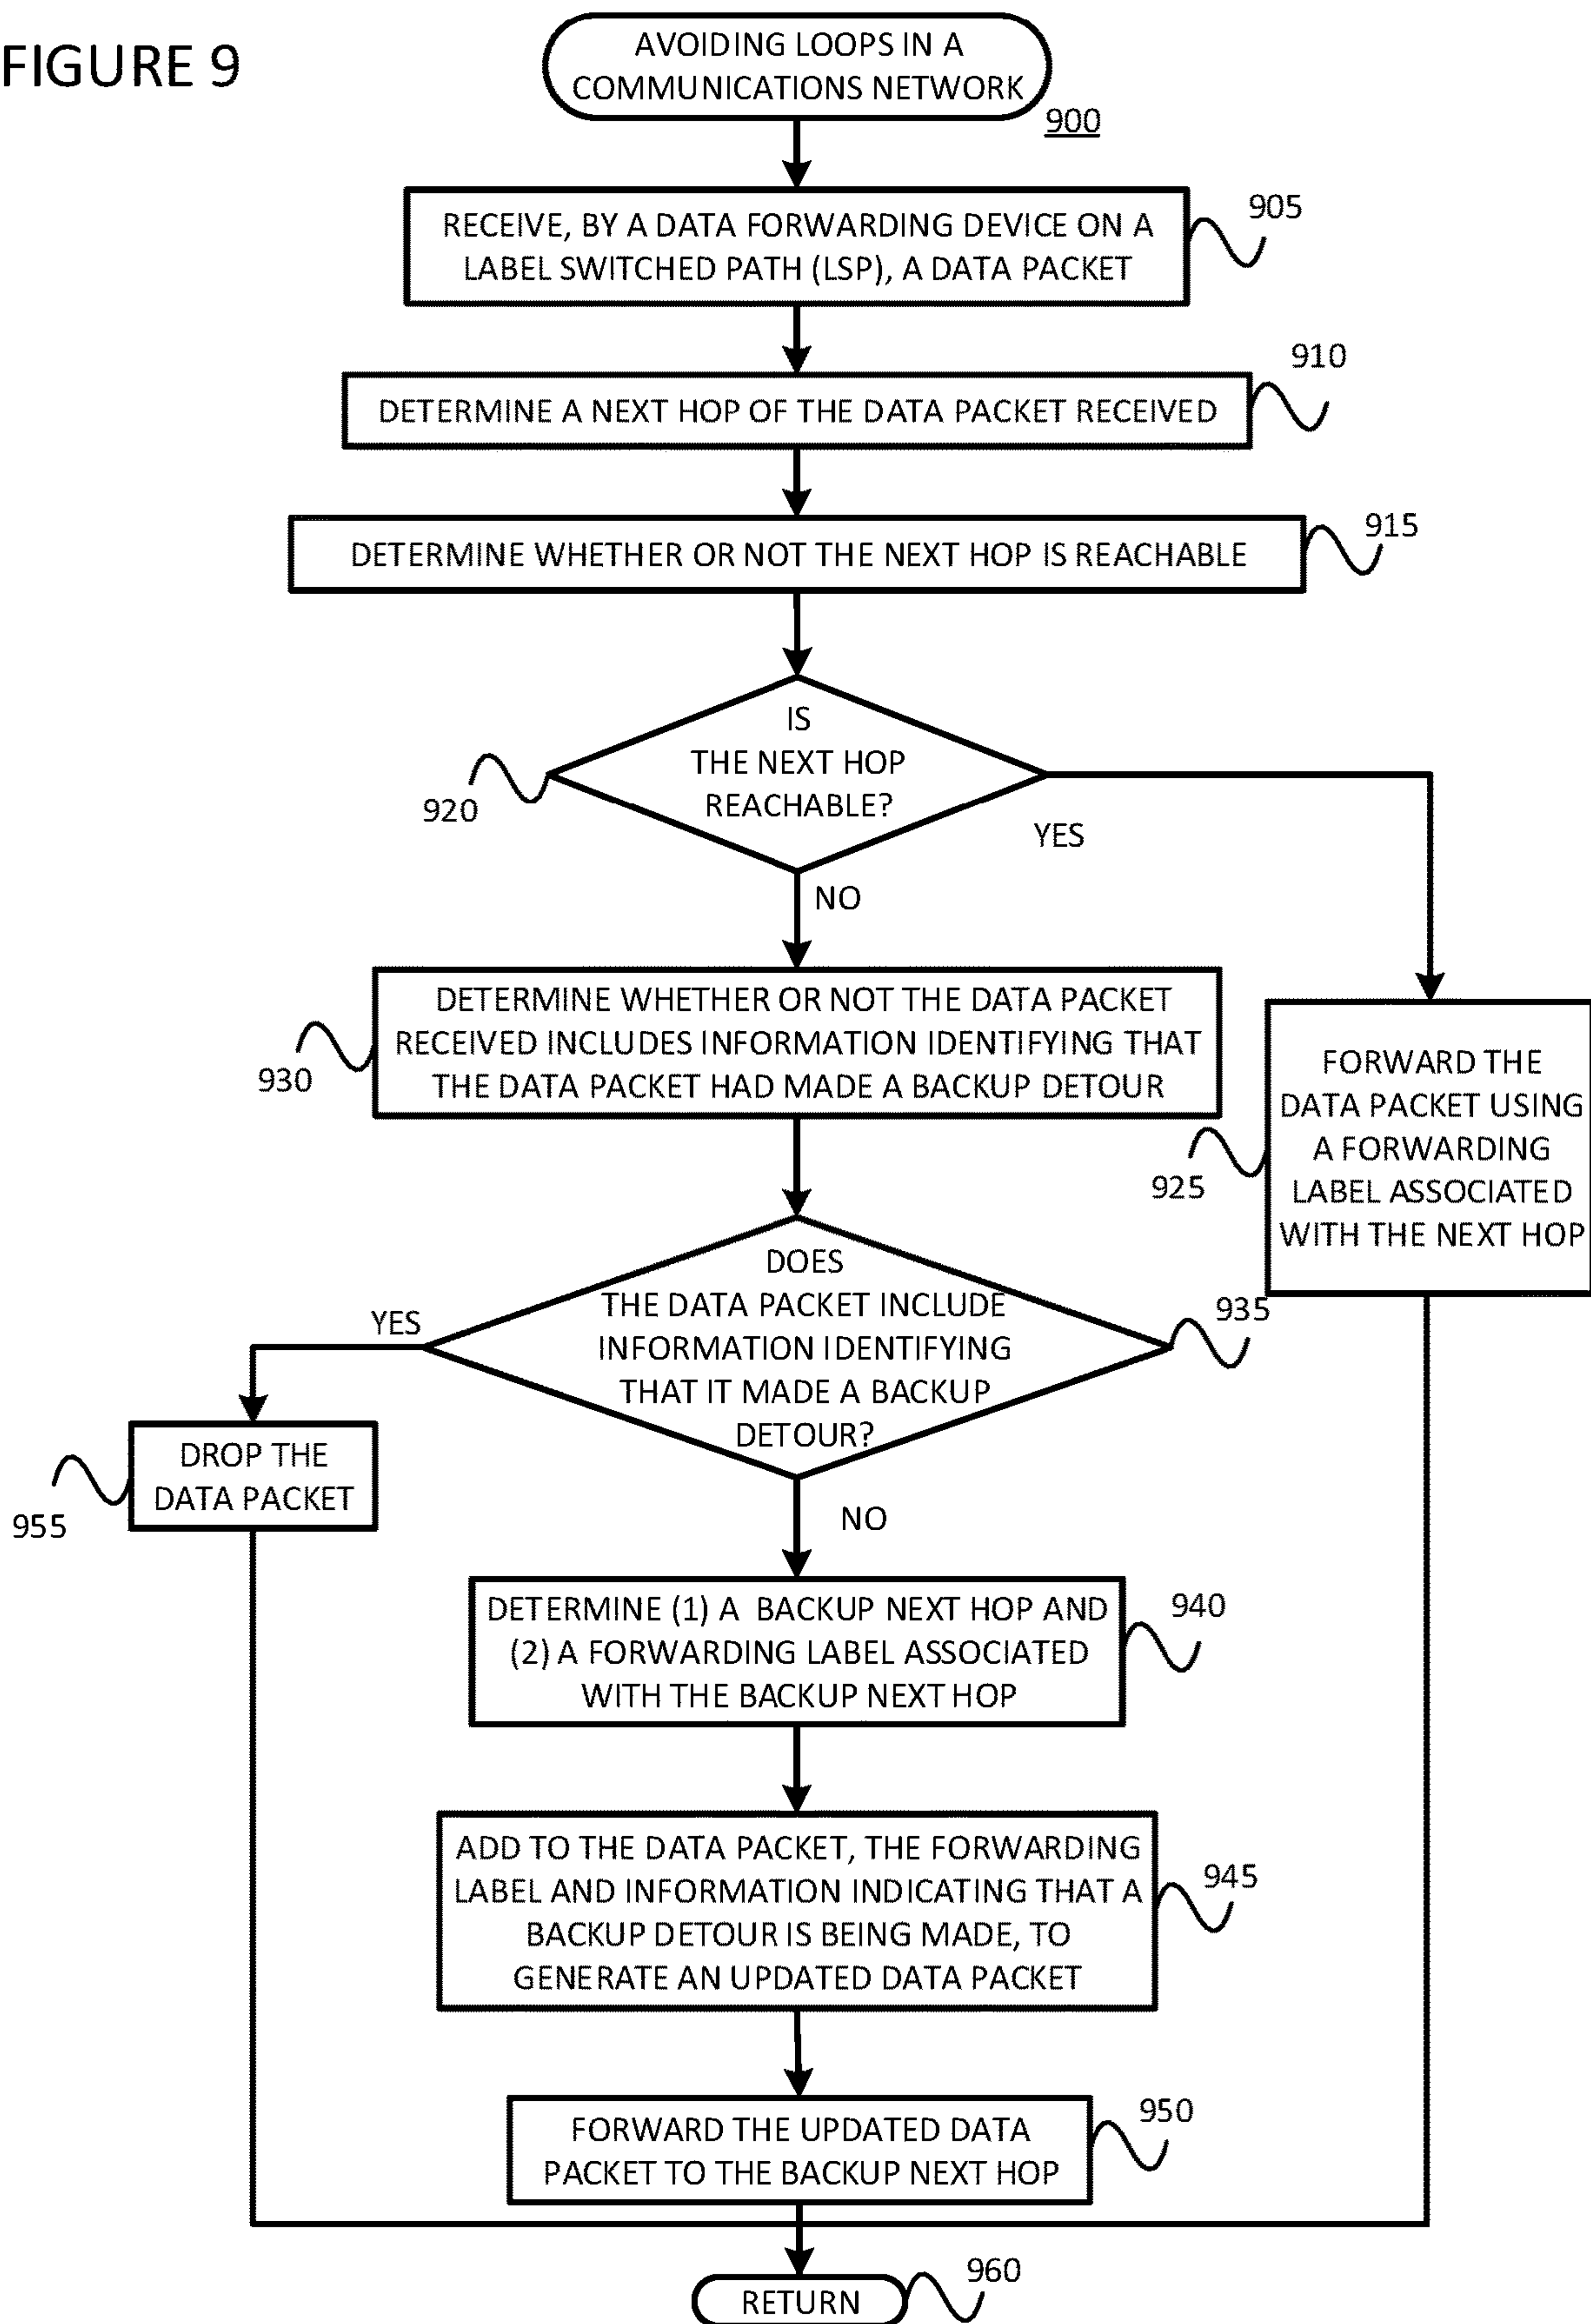 FIGURE 9
AVOIDING LOOPS IN A
COMMUNICATIONS NETWORK
900
RECEIVE, BY A DATA FORWARDING DEVICE ON A
LABEL SWITCHED PATH (LSP), A DATA PACKET
905
DETERMINE A NEXT HOP OF THE DATA PACKET RECEIVED
910
DETERMINE WHETHER OR NOT THE NEXT HOP IS REACHABLE
915
IS
THE NEXT HOP
REACHABLE?
920
YES
NO
DETERMINE WHETHER OR NOT THE DATA PACKET
RECEIVED INCLUDES INFORMATION IDENTIFYING THAT
THE DATA PACKET HAD MADE A BACKUP DETOUR
930
FORWARD THE
DATA PACKET USING
A FORWARDING
LABEL ASSOCIATED
WITH THE NEXT HOP
925
DOES
THE DATA PACKET INCLUDE
INFORMATION IDENTIFYING
THAT IT MADE A BACKUP
DETOUR?
935
YES
DROP THE
DATA PACKET
955
NO
DETERMINE (1) A BACKUP NEXT HOP AND
(2) A FORWARDING LABEL ASSOCIATED
WITH THE BACKUP NEXT HOP
940
ADD TO THE DATA PACKET, THE FORWARDING
LABEL AND INFORMATION INDICATING THAT A
BACKUP DETOUR IS BEING MADE, TO
GENERATE AN UPDATED DATA PACKET
945
FORWARD THE UPDATED DATA
PACKET TO THE BACKUP NEXT HOP
950
RETURN
960